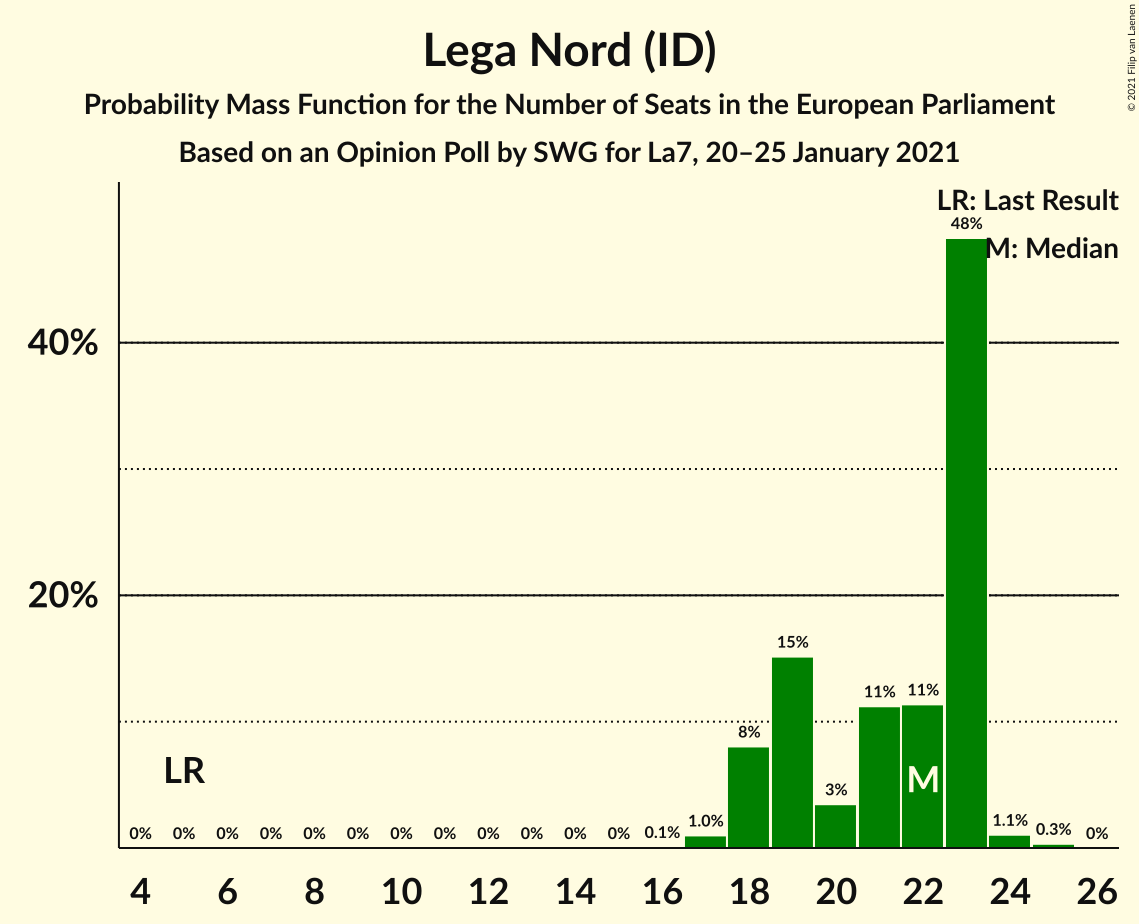 © 2021 Filip van Laenen
Lega Nord (ID)
Probability Mass Function for the Number of Seats in the European Parliament
Based on an Opinion Poll by SWG for La7, 20–25 January 2021
LR: Last Result
48%
M: Median
40%
20%
15%
11%
11%
8%
LR
M
3%
0%
0%
0%
0%
0%
0%
0%
0%
0%
0%
0%
0%
0.1%
1.0%
1.1%
0.3%
0%
4 6 8 10 12 14 16 18 20 22 24 26